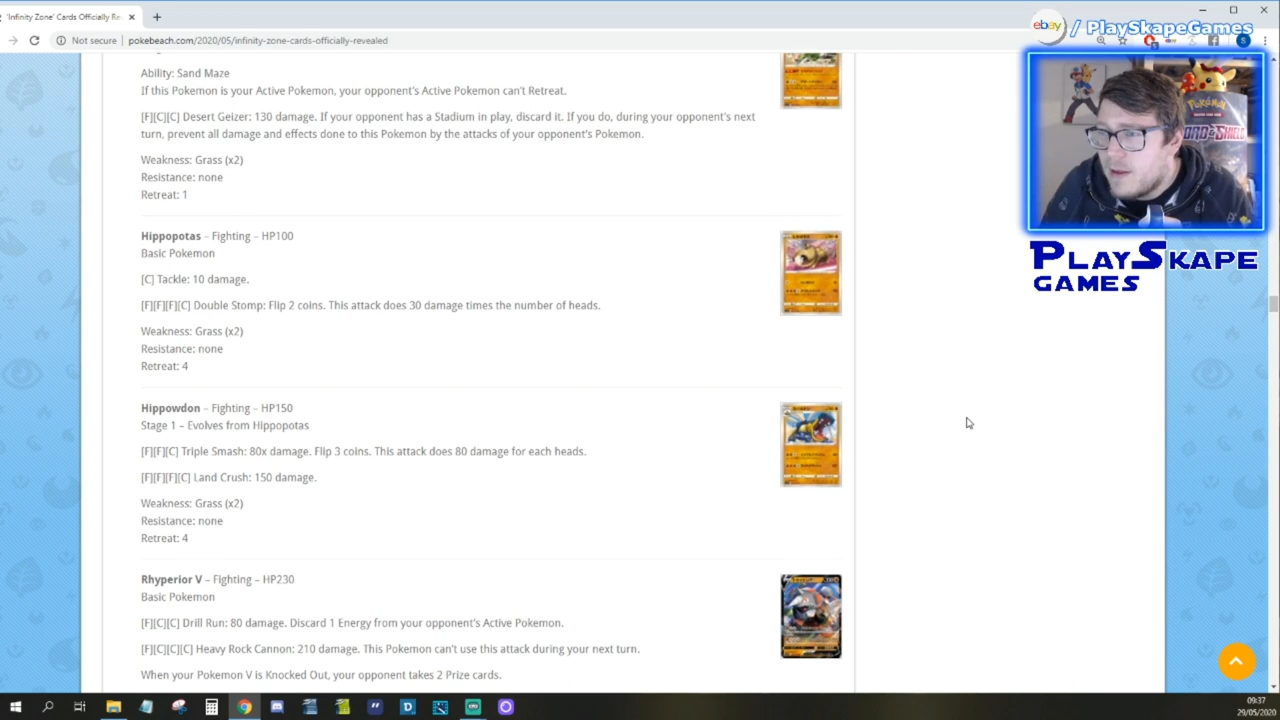 'Infinity Zone' Cards Officially Re
Not secure | pokebeach.com/2020/05/infinity-zone-cards-officially-revealed
ebay / PlaySkapeGames
PLAYSKAPE
GAMES
Ability: Sand Maze
If this Pokemon is your Active Pokemon, your opponent's Active Pokemon can't Retreat.
[F][C][C] Desert Geizer: 130 damage. If your opponent has a Stadium in play, discard it. If you do, during your opponent's next
turn, prevent all damage and effects done to this Pokemon by the attacks of your opponent's Pokemon.
Weakness: Grass (x2)
Resistance: none
Retreat: 1
Hippopotas – Fighting – HP100
Basic Pokemon
[C] Tackle: 10 damage.
[F][F][F][C] Double Stomp: Flip 2 coins. This attack does 30 damage times the number of heads.
Weakness: Grass (x2)
Resistance: none
Retreat: 4
Hippowdon – Fighting – HP150
Stage 1 – Evolves from Hippopotas
[F][F][C] Triple Smash: 80x damage. Flip 3 coins. This attack does 80 damage for each heads.
[F][F][F][C] Land Crush: 150 damage.
Weakness: Grass (x2)
Resistance: none
Retreat: 4
Rhyperior V – Fighting – HP230
Basic Pokemon
[F][C][C] Drill Run: 80 damage. Discard 1 Energy from your opponent's Active Pokemon.
[F][C][C][C] Heavy Rock Cannon: 210 damage. This Pokemon can't use this attack during your next turn.
When your Pokemon V is Knocked Out, your opponent takes 2 Prize cards.
09:37
29/05/2020